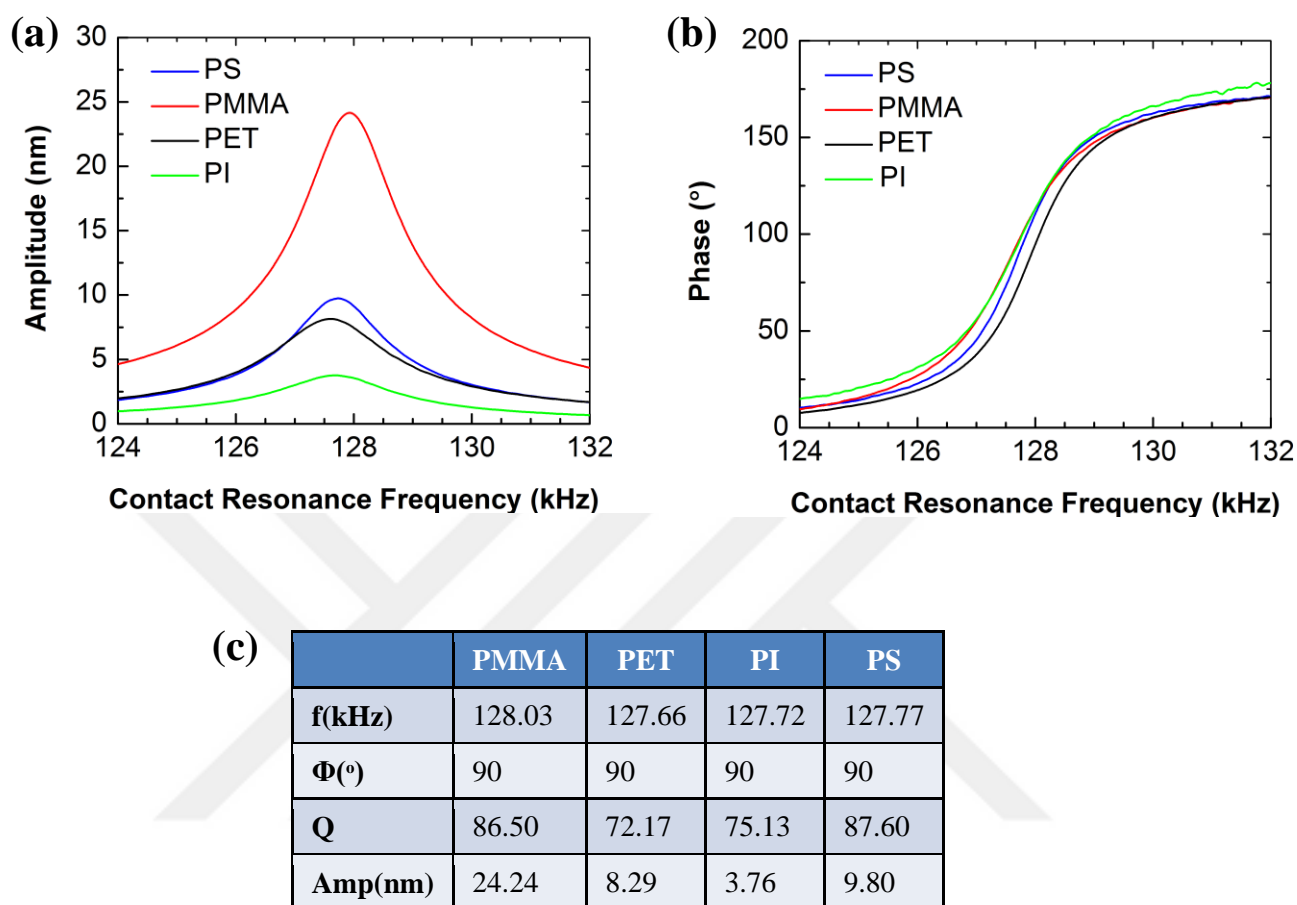 (a)
30
25
20
15
10
5
0
Amplitude (nm)
PS
PMMA
PET
PI
124 126 128 130 132
Contact Resonance Frequency (kHz)
(b)
200
150
100
50
0
Phase (°)
PS
PMMA
PET
PI
124 126 128 130 132
Contact Resonance Frequency (kHz)
(c)
PMMA PET PI PS
f(kHz) 128.03 127.66 127.72 127.77
Φ(º) 90 90 90 90
Q 86.50 72.17 75.13 87.60
Amp(nm) 24.24 8.29 3.76 9.80